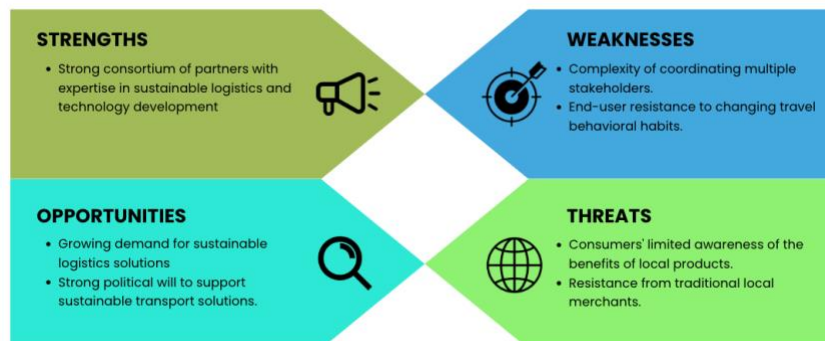 STRENGTHS
• Strong consortium of partners with
expertise in sustainable logistics and
technology development
WEAKNESSES
• Complexity of coordinating multiple
stakeholders.
• End-user resistance to changing travel
behavioral habits.
OPPORTUNITIES
• Growing demand for sustainable
logistics solutions
• Strong political will to support
sustainable transport solutions.
THREATS
• Consumers' limited awareness of the
benefits of local products.
• Resistance from traditional local
merchants.